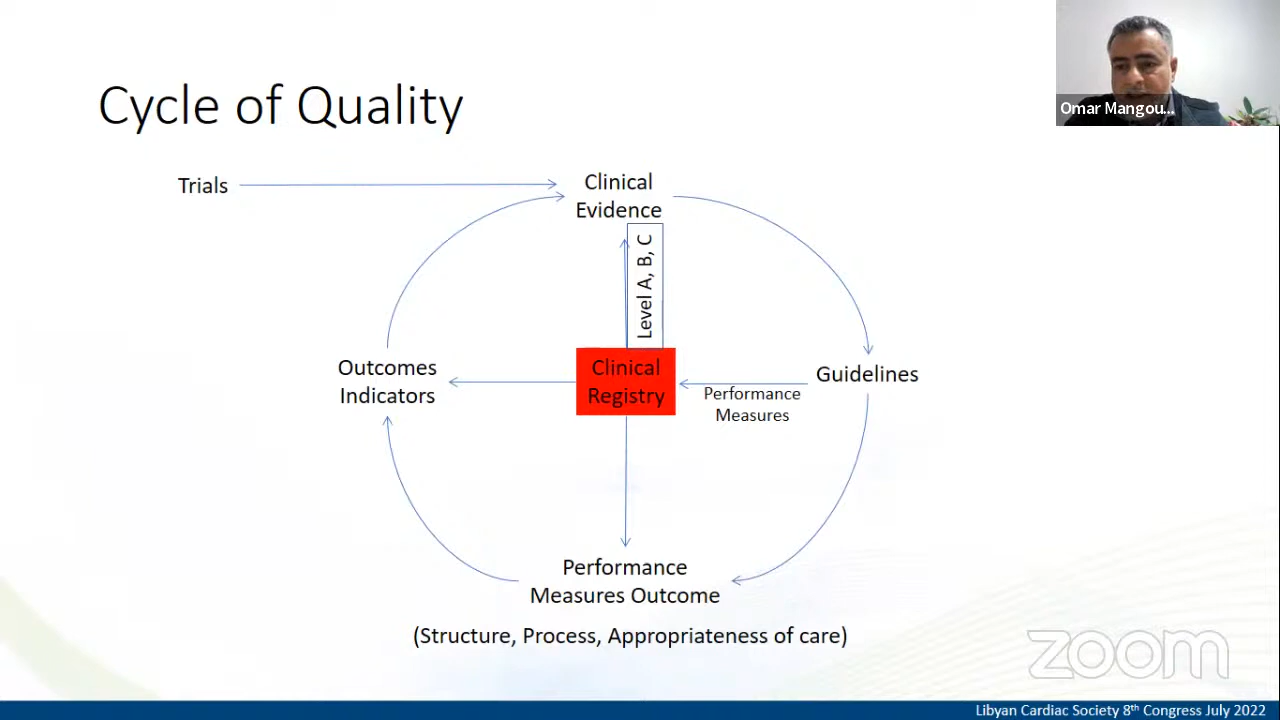 Cycle of Quality
Omar Mangou...
Trials
Clinical
Evidence
Level A, B, C
Outcomes
Indicators
Clinical
Registry
Performance
Measures
Guidelines
Performance
Measures Outcome
(Structure, Process, Appropriateness of care)
zoom
Libyan Cardiac Society 8th Congress July 2022